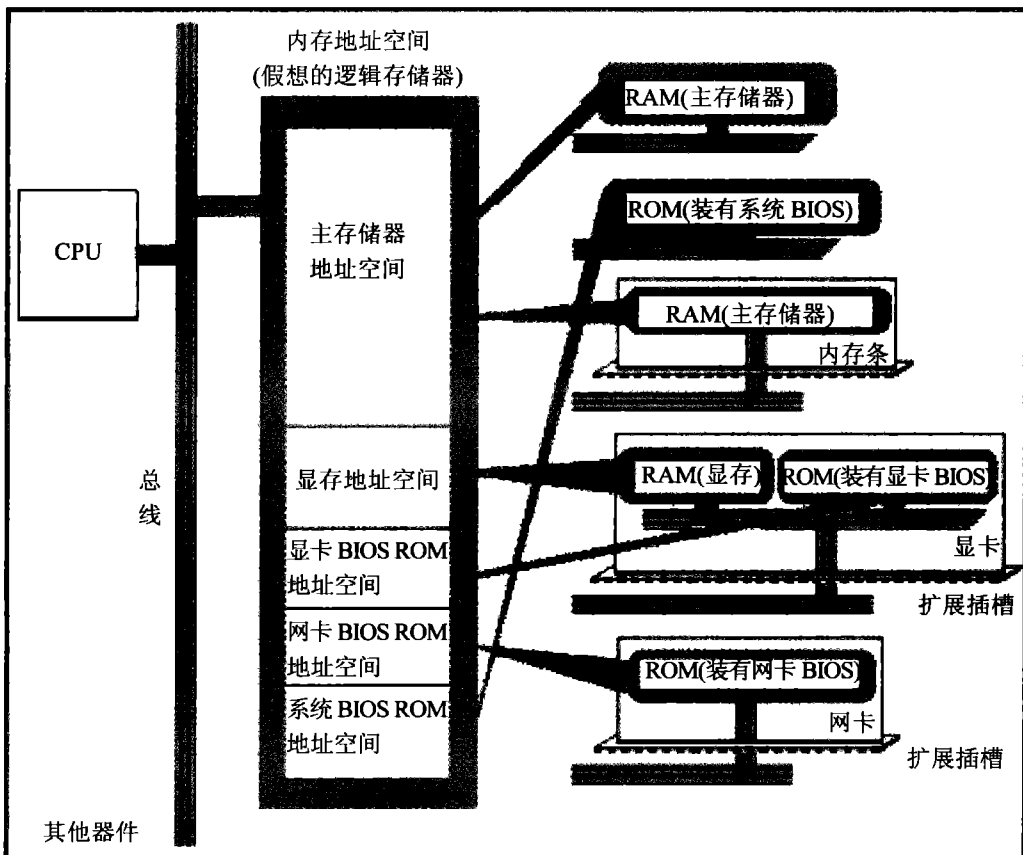 内存地址空间
(假想的逻辑存储器)
RAM(主存储器)
ROM(装有系统 BIOS)
CPU
主存储器
地址空间
RAM(主存储器)
内存条
总
线
显存地址空间
RAM(显存)
ROM(装有显卡 BIOS
显卡
显卡 BIOS ROM
地址空间
扩展插槽
网卡 BIOS ROM
地址空间
ROM(装有网卡 BIOS)
网卡
系统 BIOS ROM
地址空间
扩展插槽
其他器件